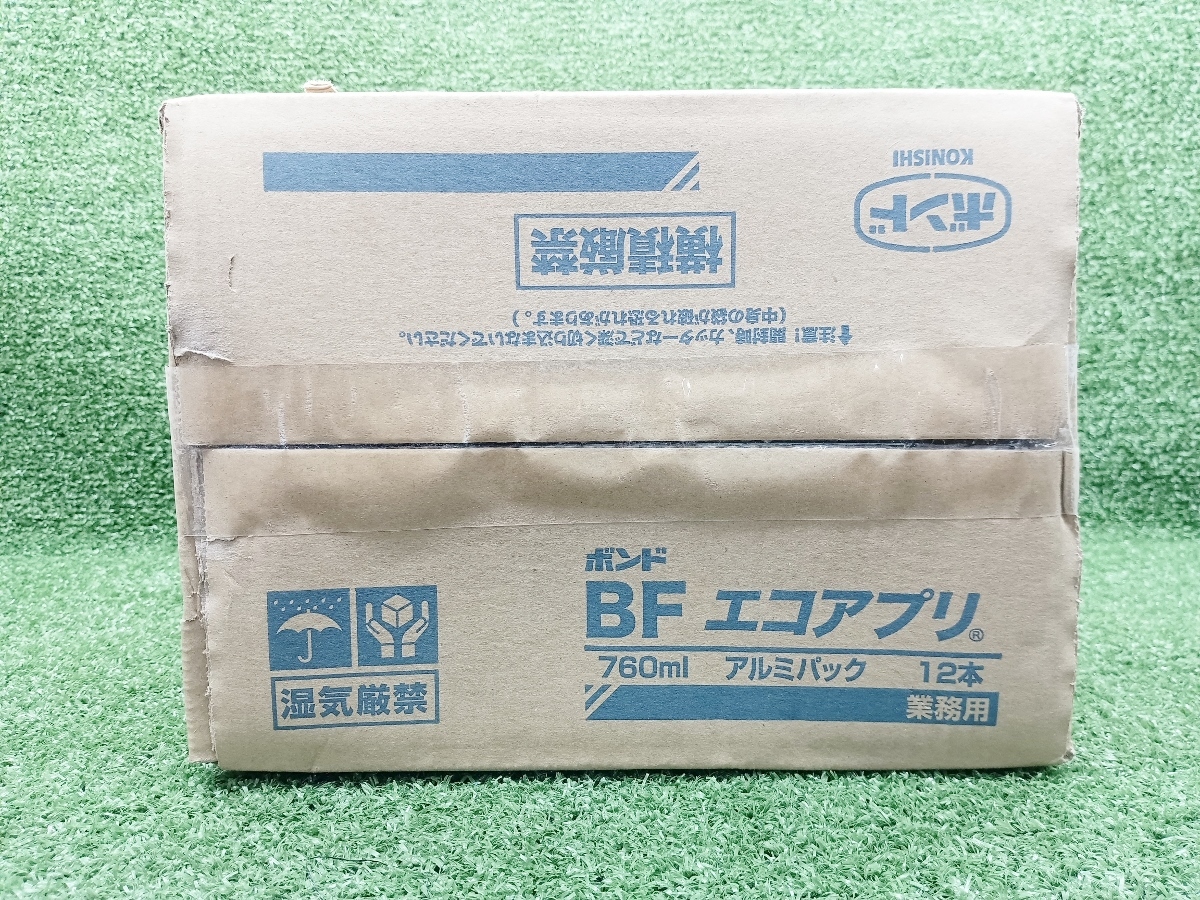 KONISHI
ボンド
横積厳禁
注意！開封時、カッターなどで深く切り込まないでください。
(中身の袋が破れる恐れがあります。)
ボンド
BF エコアプリ®
760ml アルミパック 12本
業務用
湿気厳禁